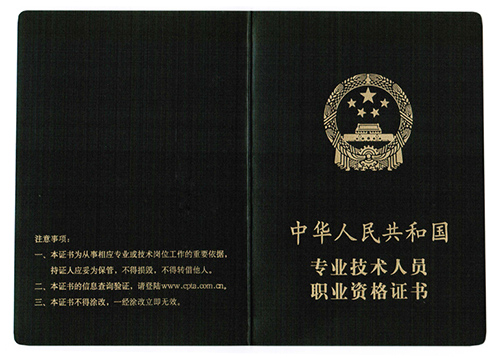 注意事项：
一、本证书为从事相应专业或技术岗位工作的重要依据，
持证人应妥为保管，不得损毁，不得转借他人。
二、本证书的信息查询验证，请登陆www.cpta.com.cn。
三、本证书不得涂改，一经涂改立即无效。
中华人民共和国
专业技术人员
职业资格证书